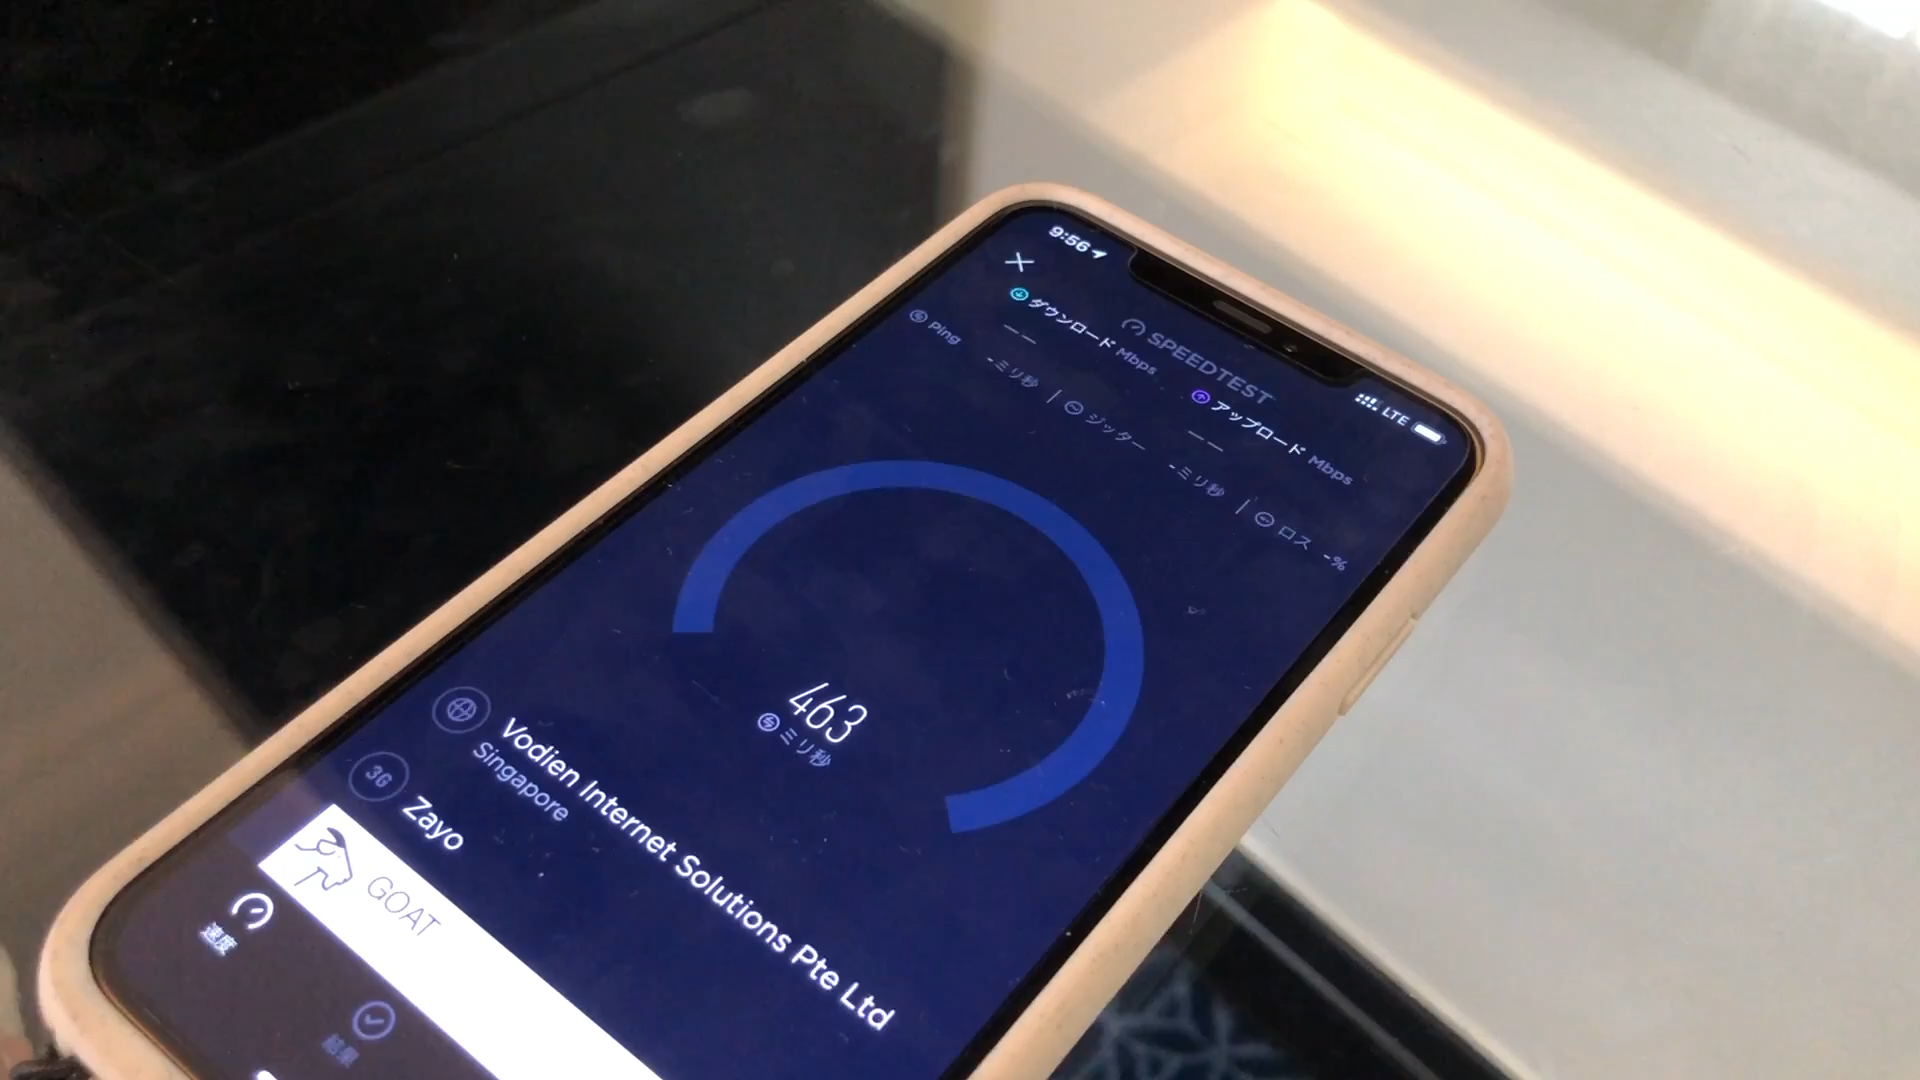 9:56
LTE
SPEEDTEST
ダウンロード Mbps
アップロード Mbps
— —
— —
Ping -ミリ秒 | ジッター -ミリ秒 | ロス -%
463
ミリ秒
Vodien Internet Solutions Pte Ltd
Singapore
3G
Zayo
GOAT
速度
結果